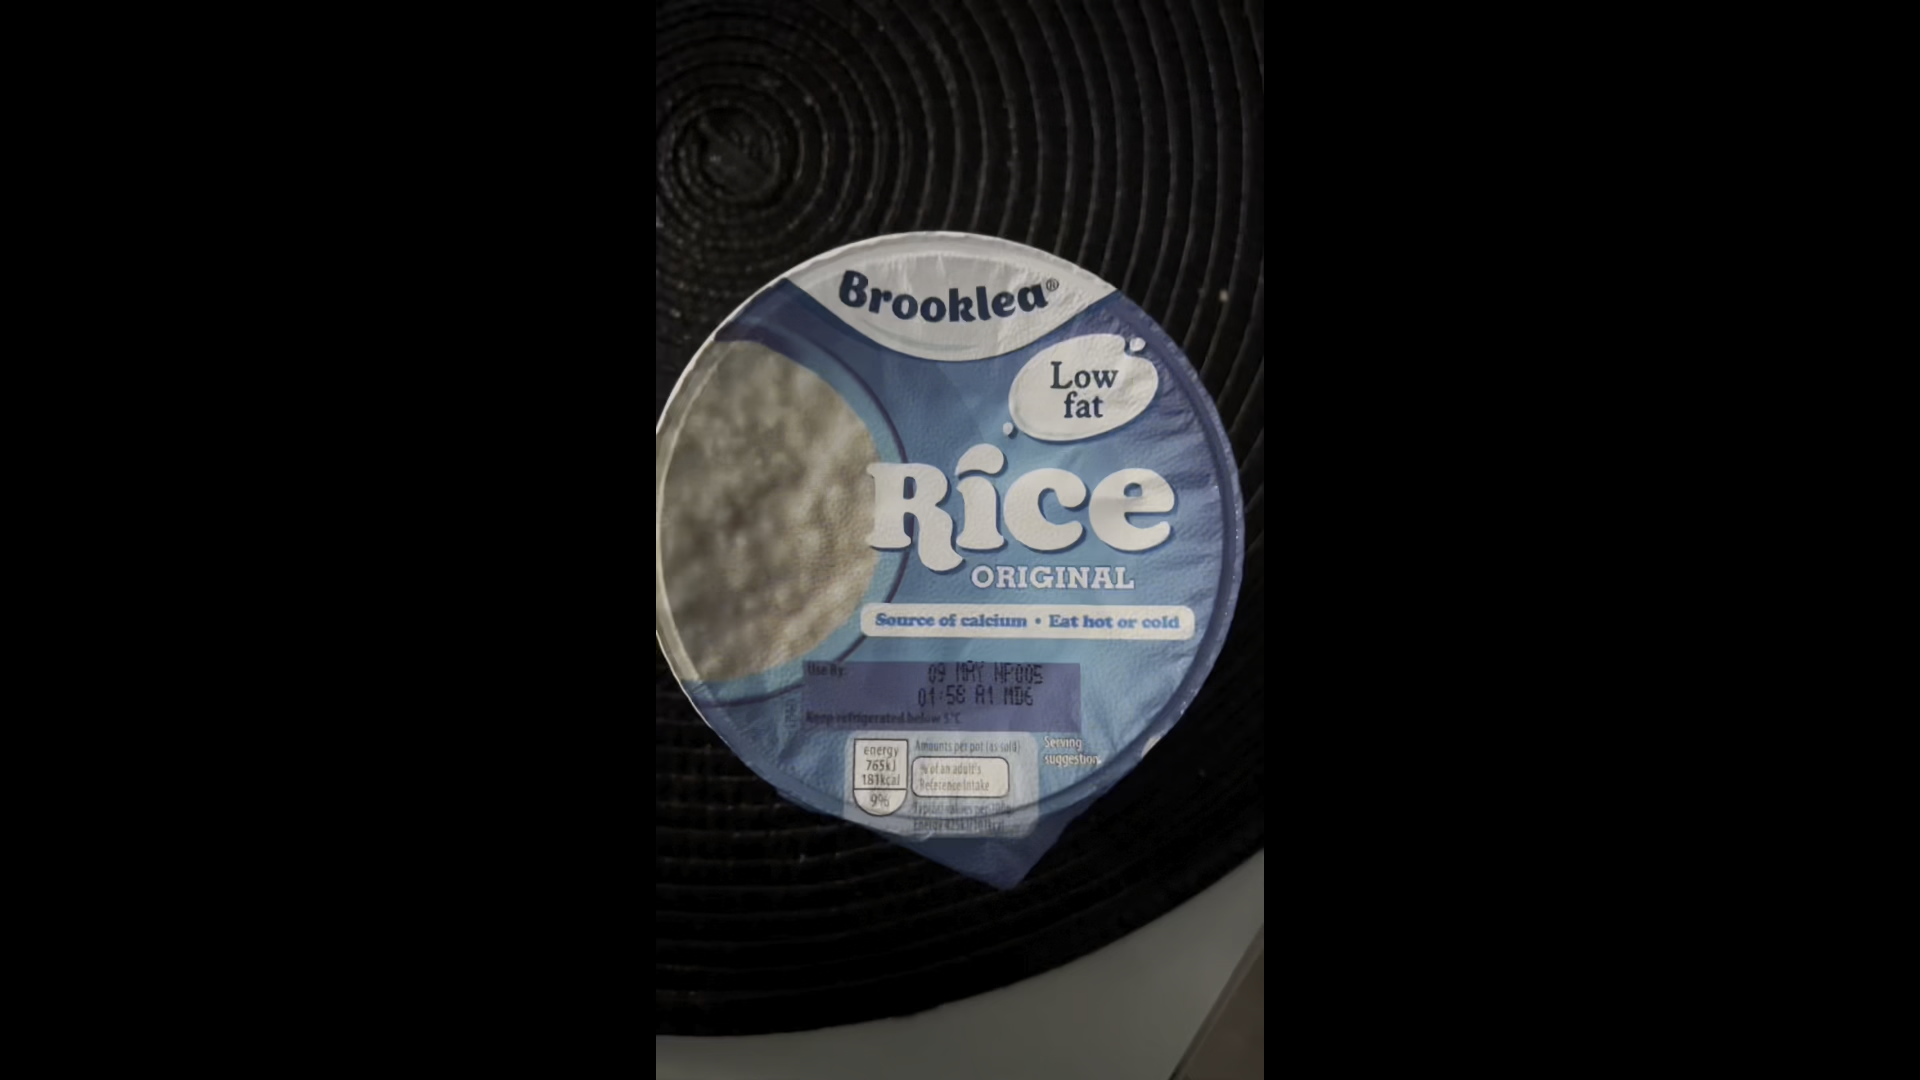 Brooklea®
Low
fat
Rice
ORIGINAL
Source of calcium • Eat hot or cold
Use By:
09 MAY NP005
01:58 A1 MD6
Keep refrigerated below 5°C
energy
765kJ
181kcal
9%
Amounts per pot (as sold)
% of an adult's
Reference Intake
Serving
suggestion